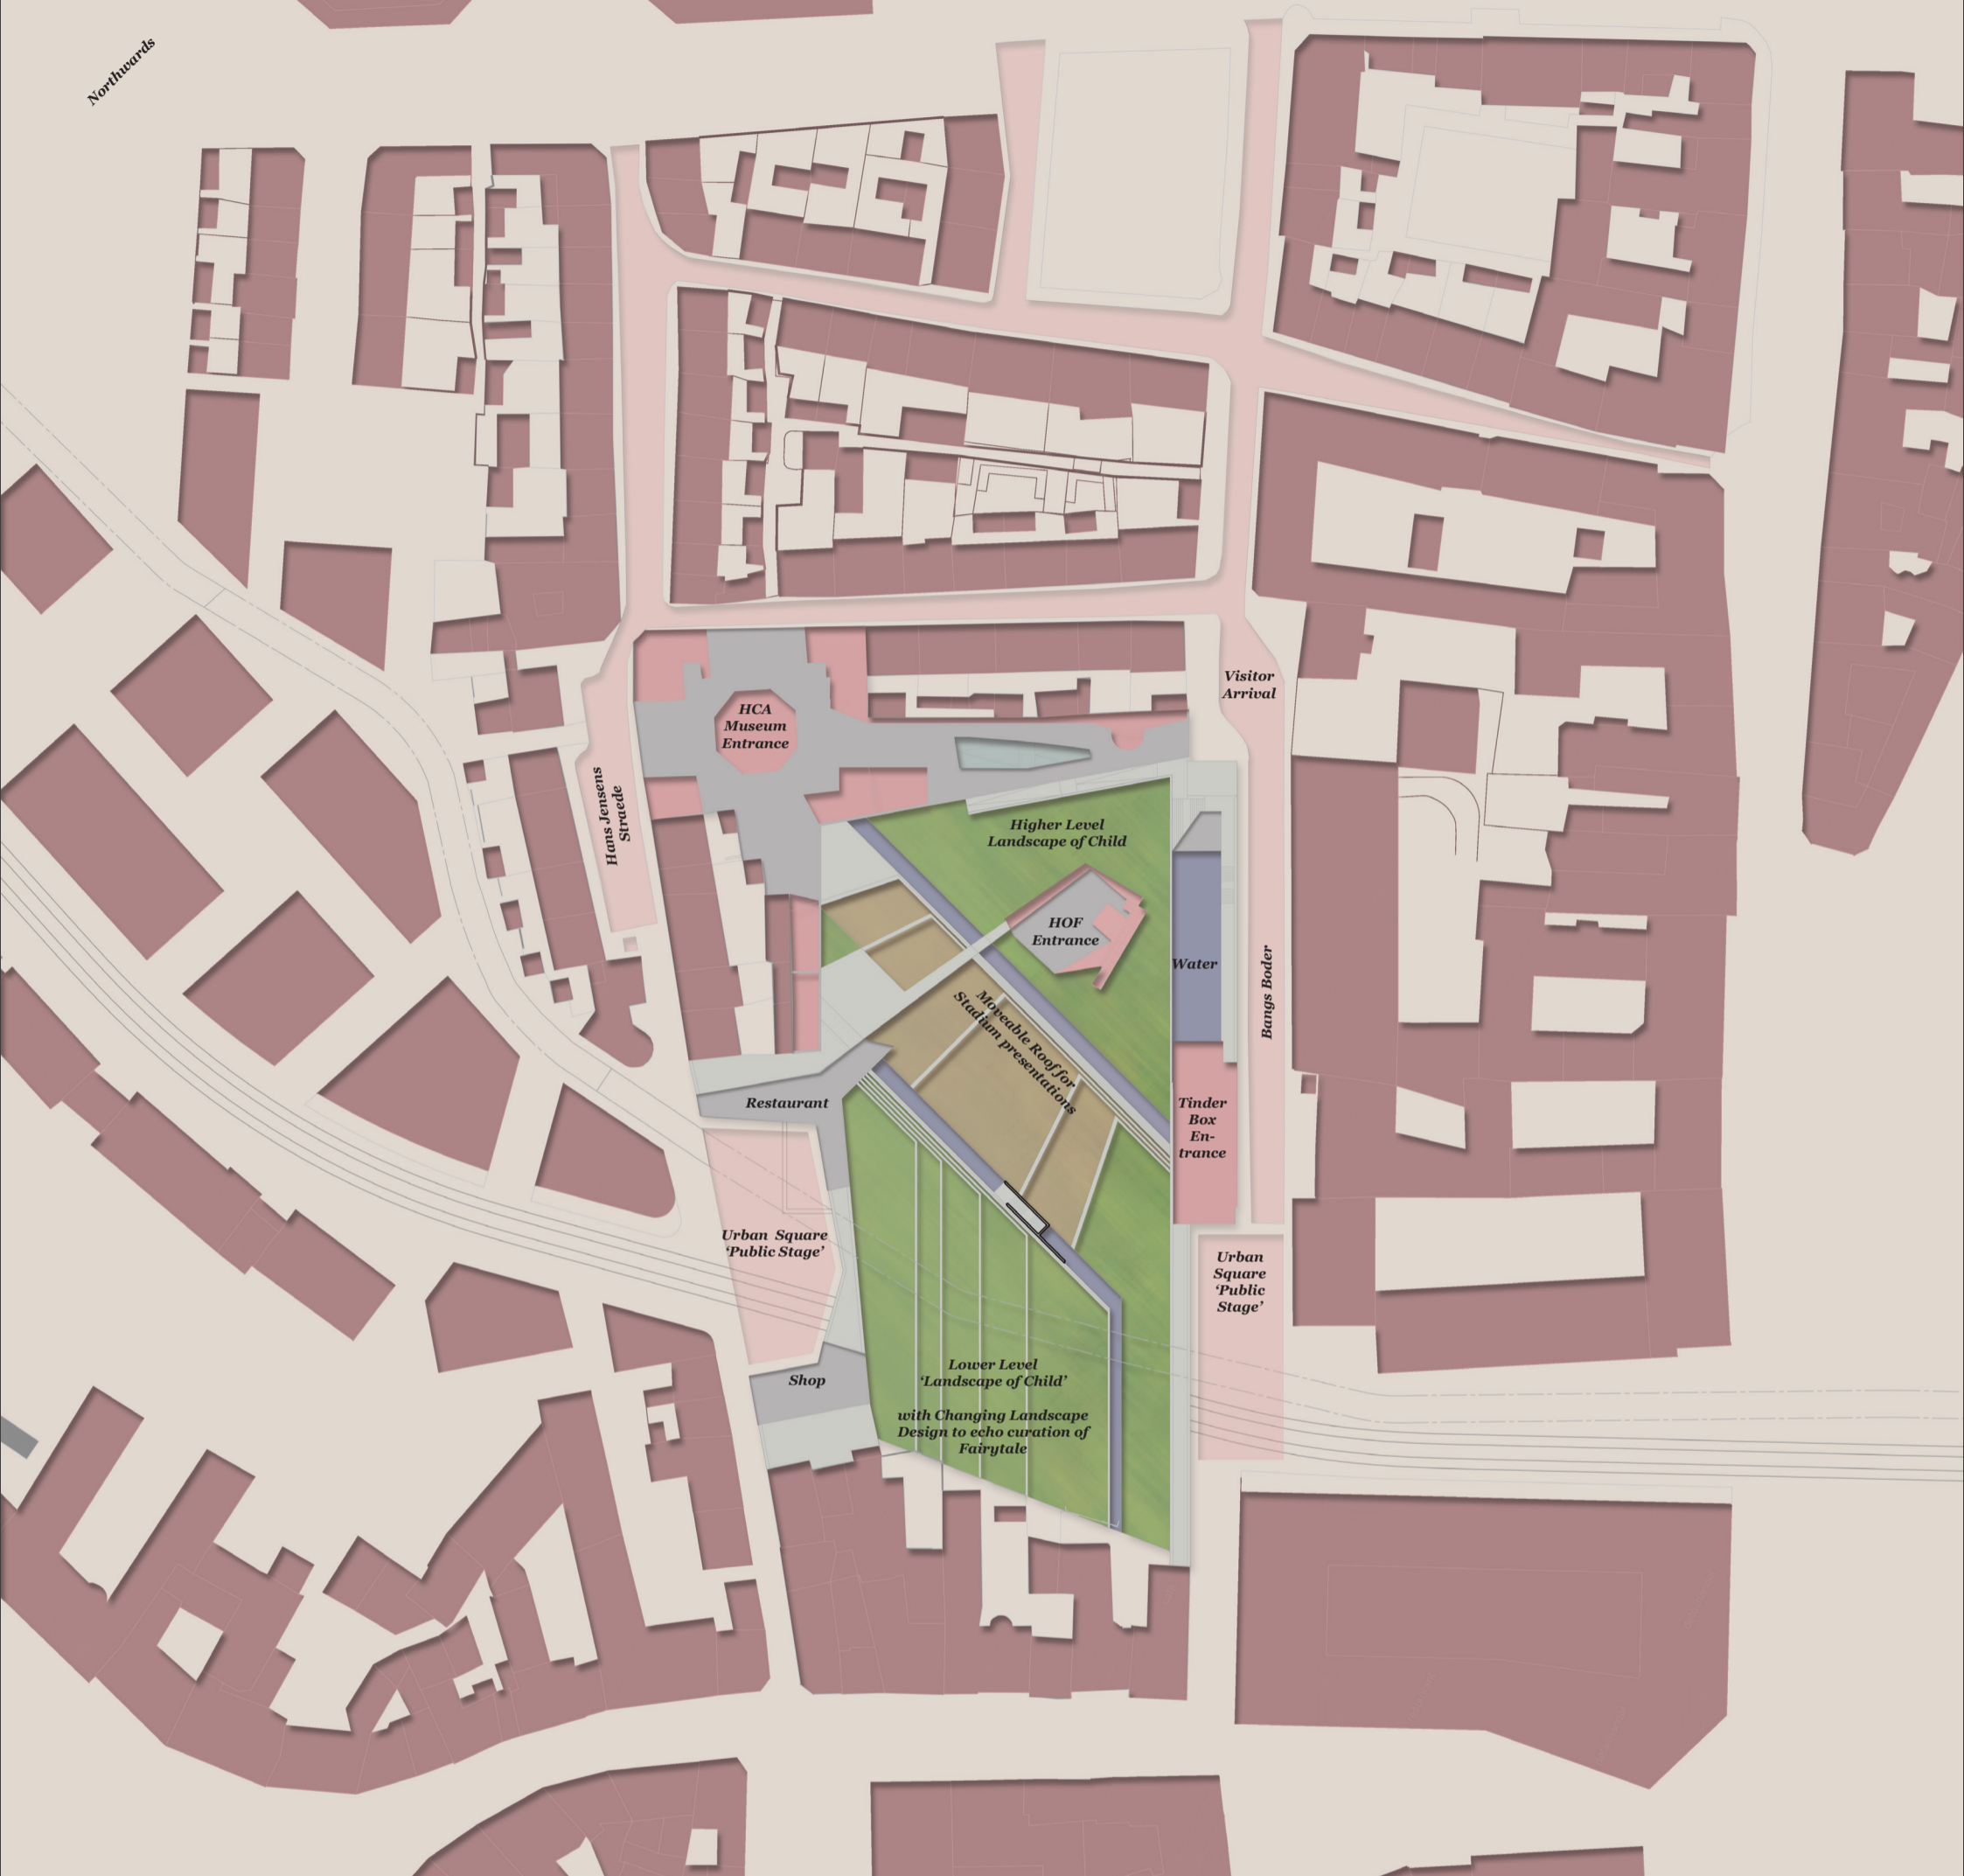 Northwards
Visitor
Arrival
HCA
Museum
Entrance
Hans Jensens
Straede
Higher Level
Landscape of Child
HOF
Entrance
Water
Bangs Boder
Moveable Roof for
Stadium presentations
Restaurant
Tinder
Box
En-
trance
Urban Square
‘Public Stage’
Urban
Square
‘Public
Stage’
Lower Level
‘Landscape of Child’
Shop
with Changing Landscape
Design to echo curation of
Fairytale